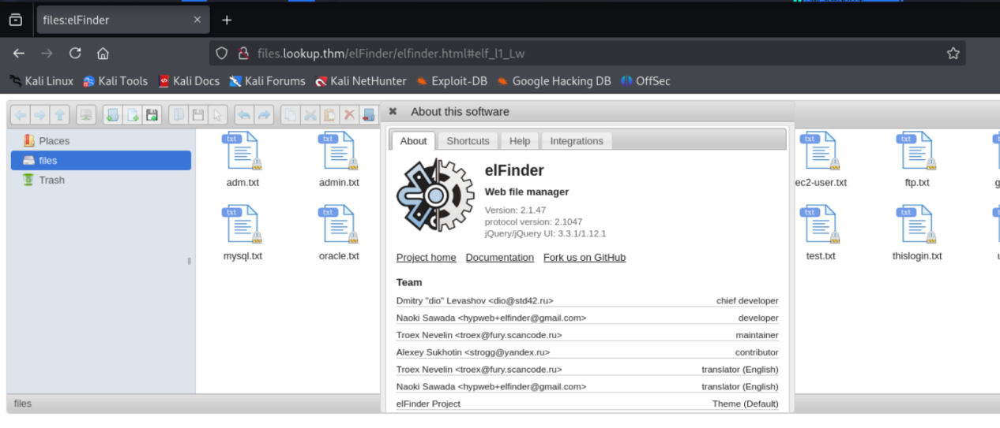 files:elFinder
files.lookup.thm/elFinder/elfinder.html#elf_l1_Lw
Kali Linux Kali Tools Kali Docs Kali Forums Kali NetHunter Exploit-DB Google Hacking DB OffSec
About this software
Places
files
Trash
About Shortcuts Help Integrations
elFinder
Web file manager
Version: 2.1.47
protocol version: 2.1047
jQuery/jQuery UI: 3.3.1/1.12.1
Project home Documentation Fork us on GitHub
Team
Dmitry "dio" Levashov <dio@std42.ru> chief developer
Naoki Sawada <hypweb+elfinder@gmail.com> developer
Troex Nevelin <troex@fury.scancode.ru> maintainer
Alexey Sukhotin <strogg@yandex.ru> contributor
Troex Nevelin <troex@fury.scancode.ru> translator (English)
Naoki Sawada <hypweb+elfinder@gmail.com> translator (English)
elFinder Project Theme (Default)
txt txt txt txt
adm.txt admin.txt ec2-user.txt ftp.txt g
txt txt txt txt
mysql.txt oracle.txt test.txt thislogin.txt
files